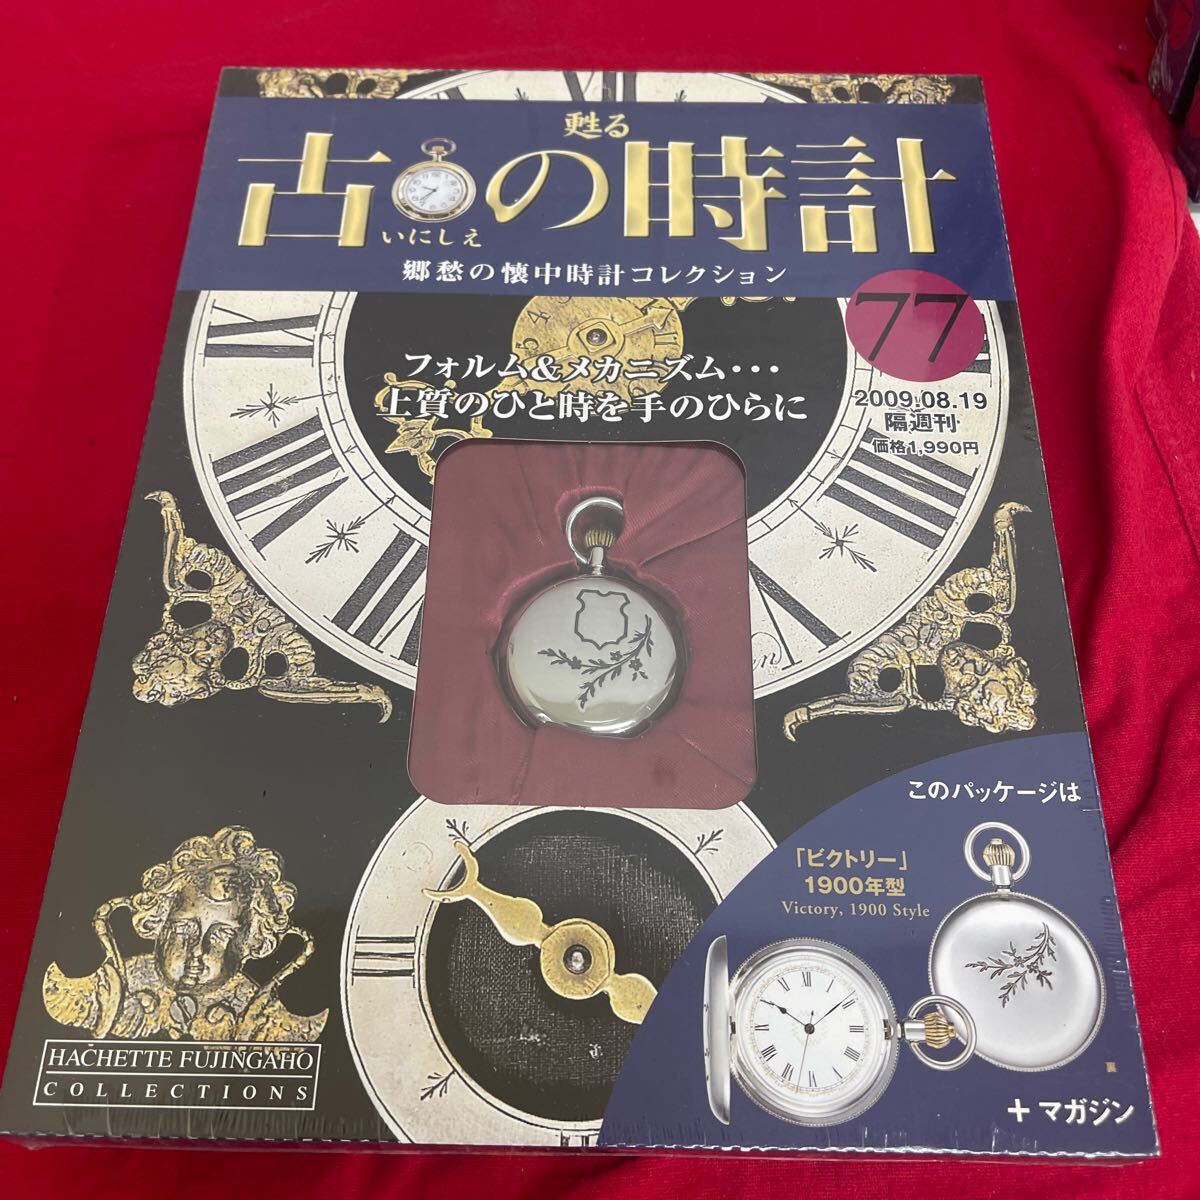 甦る
古の時計
いにしえ
郷愁の懐中時計コレクション
77
2009.08.19
隔週刊
価格1,990円
フォルム&メカニズム・・・
上質のひと時を手のひらに
このパッケージは
「ビクトリー」
1900年型
Victory, 1900 Style
裏
+ マガジン
HACHETTE FUJINGAHO
COLLECTIONS